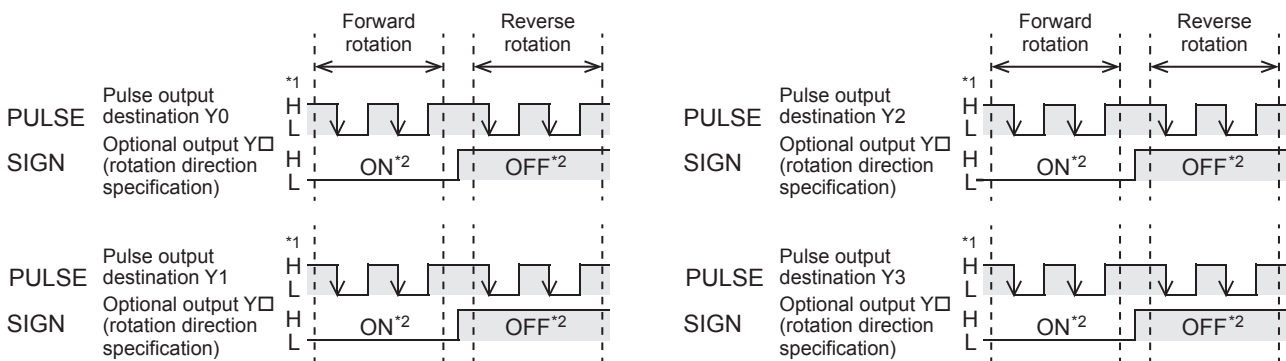 Forward rotation
Reverse rotation
*1
PULSE
Pulse output destination Y0
H
L
SIGN
Optional output Y□ (rotation direction specification)
H
L
ON*2
OFF*2
Forward rotation
Reverse rotation
*1
PULSE
Pulse output destination Y2
H
L
SIGN
Optional output Y□ (rotation direction specification)
H
L
ON*2
OFF*2
*1
PULSE
Pulse output destination Y1
H
L
SIGN
Optional output Y□ (rotation direction specification)
H
L
ON*2
OFF*2
*1
PULSE
Pulse output destination Y3
H
L
SIGN
Optional output Y□ (rotation direction specification)
H
L
ON*2
OFF*2